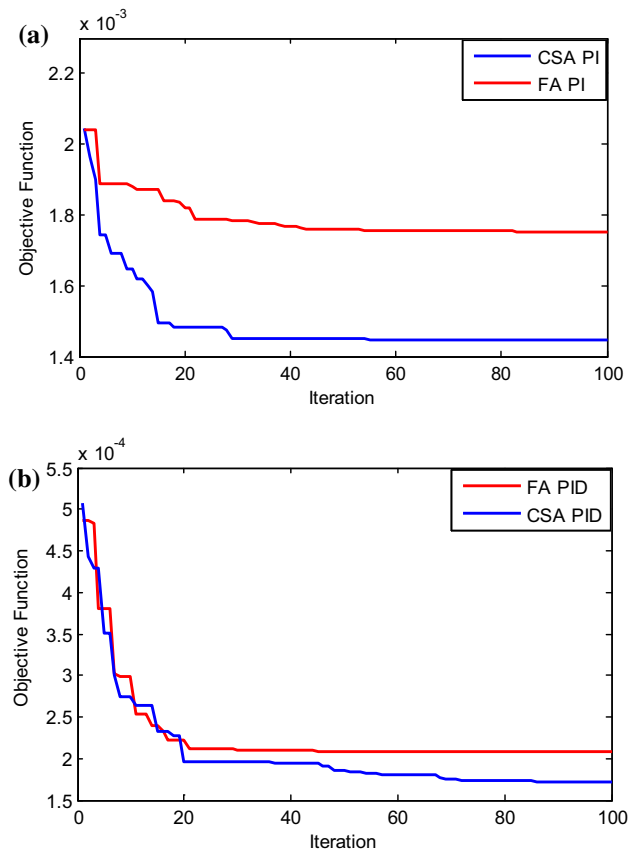 (a)
x 10^-3
2.2
2
1.8
1.6
1.4
0
20
40
60
80
100
Objective Function
Iteration
CSA PI
FA PI
(b)
x 10^-4
5.5
5
4.5
4
3.5
3
2.5
2
1.5
0
20
40
60
80
100
Objective Function
Iteration
FA PID
CSA PID